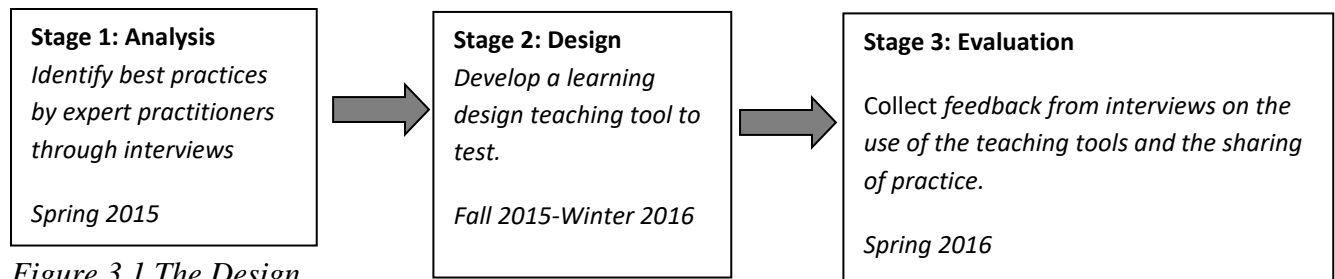 Stage 1: Analysis
Identify best practices
by expert practitioners
through interviews
Spring 2015
Stage 2: Design
Develop a learning
design teaching tool to
test.
Fall 2015-Winter 2016
Stage 3: Evaluation
Collect feedback from interviews on the
use of the teaching tools and the sharing
of practice.
Spring 2016
Figure 3.1 The Design